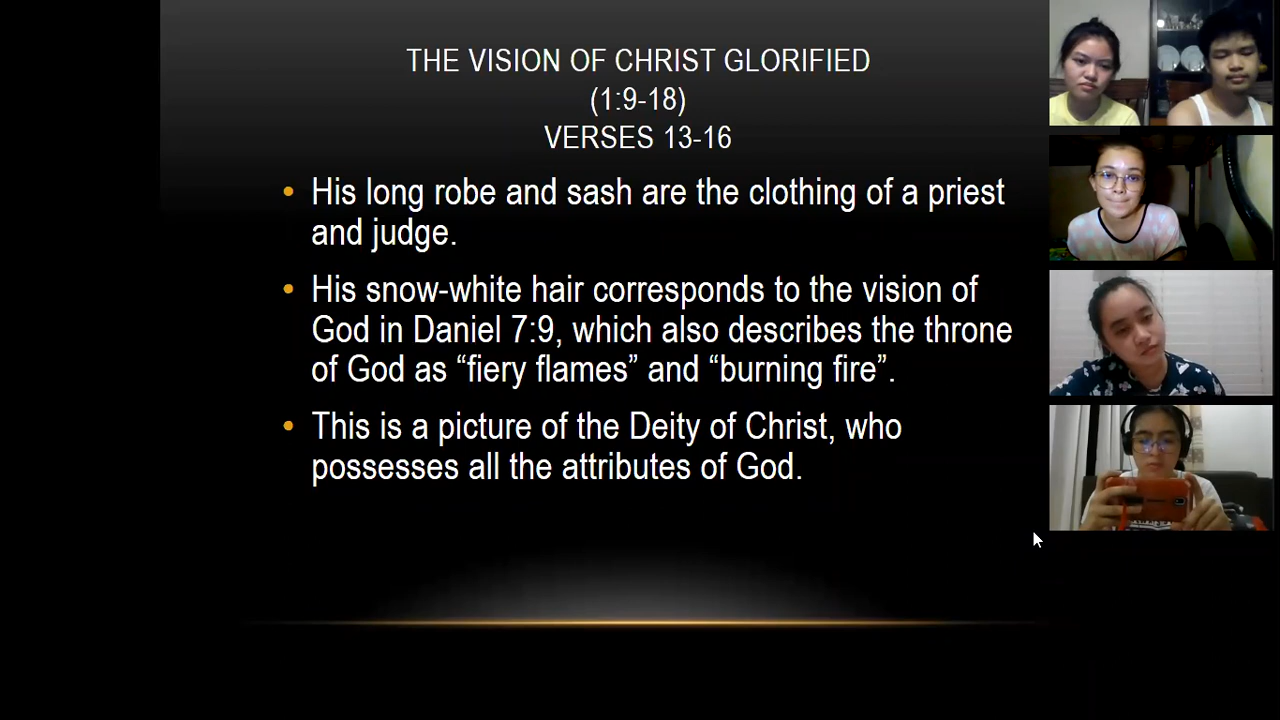 THE VISION OF CHRIST GLORIFIED
(1:9-18)
VERSES 13-16
• His long robe and sash are the clothing of a priest
and judge.
• His snow-white hair corresponds to the vision of
God in Daniel 7:9, which also describes the throne
of God as “fiery flames” and “burning fire”.
• This is a picture of the Deity of Christ, who
possesses all the attributes of God.